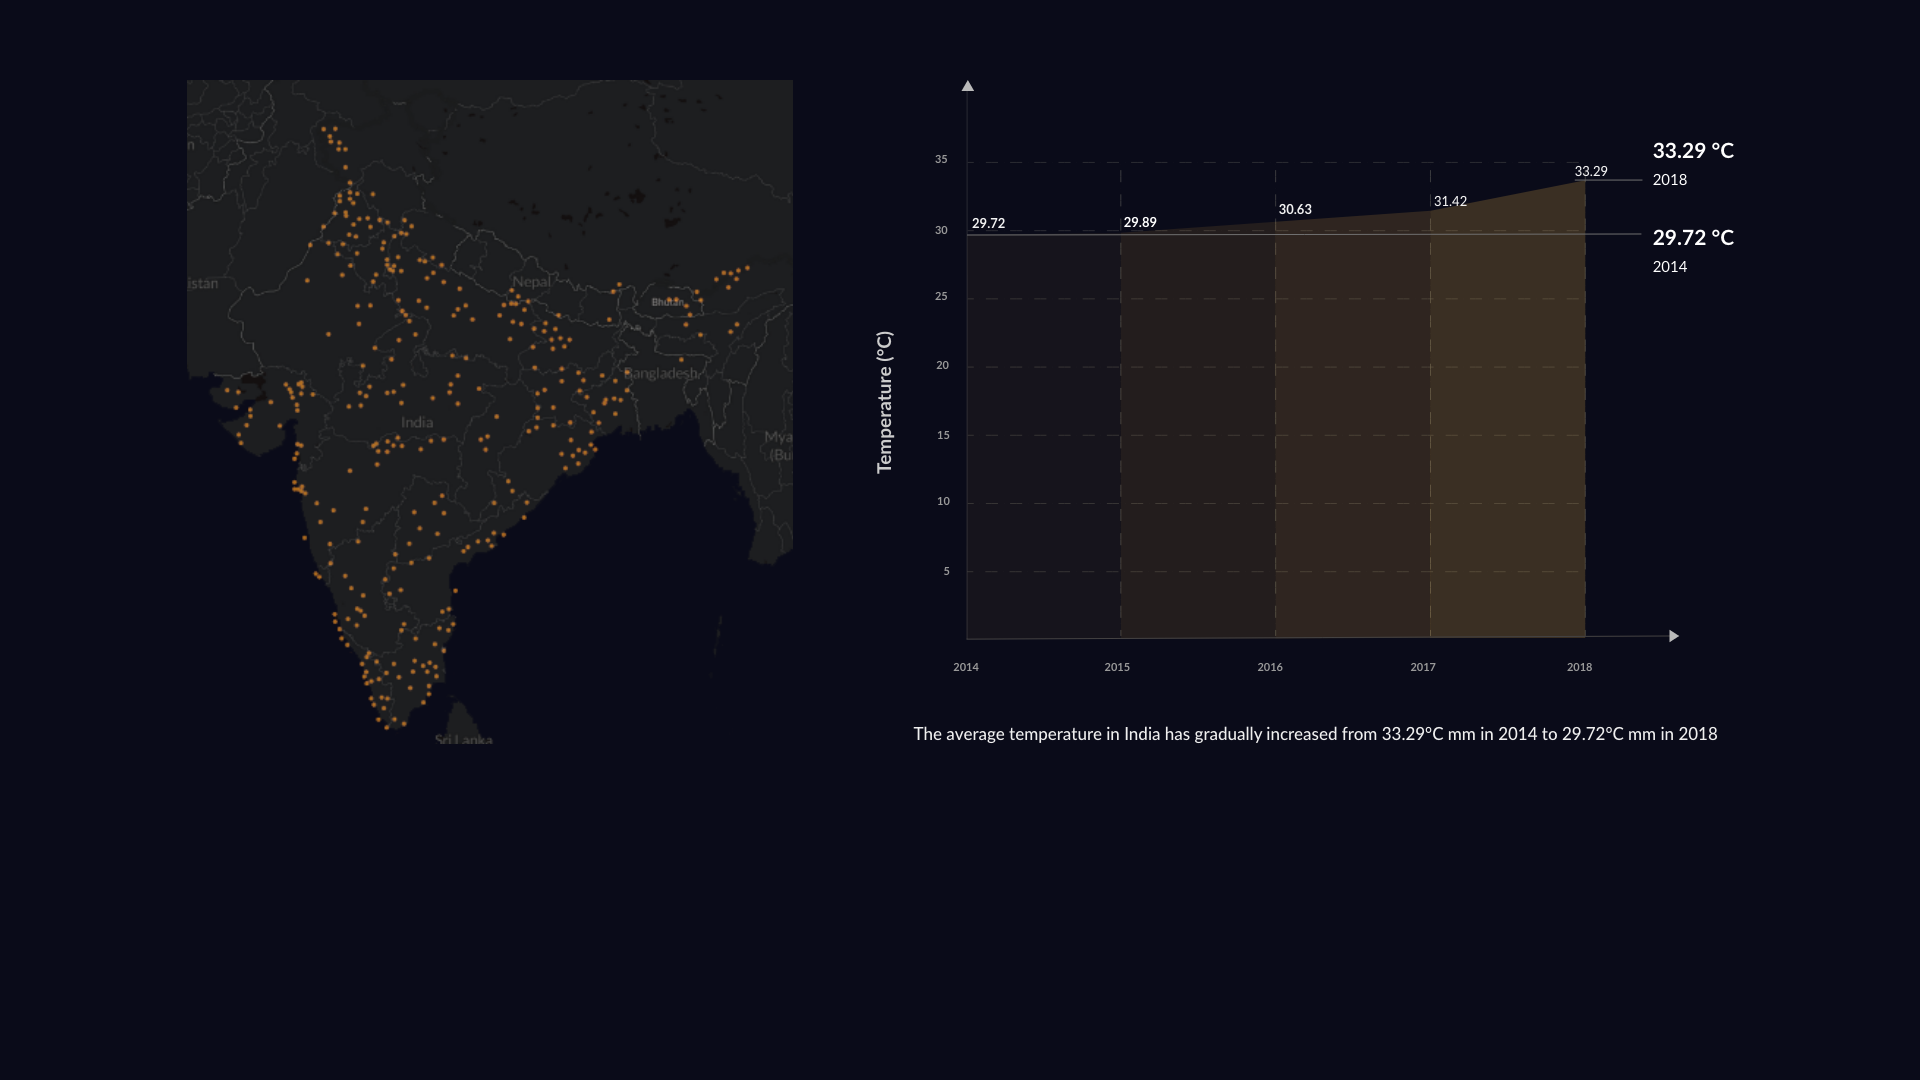 n
istán
Nepal
Bhutan
Bangladesh
India
Mya
(Bu
Sri Lanka
Temperature (°C)
35
30
25
20
15
10
5
29.72
29.89
30.63
31.42
33.29
33.29 °C
2018
29.72 °C
2014
2014
2015
2016
2017
2018
The average temperature in India has gradually increased from 33.29°C mm in 2014 to 29.72°C mm in 2018